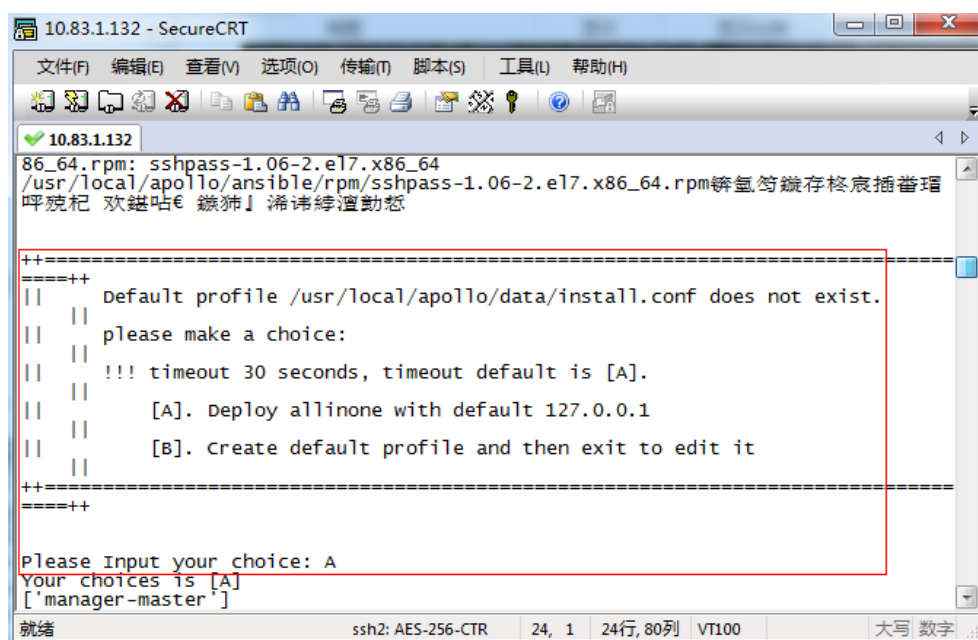 10.83.1.132 - SecureCRT
文件(F) 编辑(E) 查看(V) 选项(O) 传输(T) 脚本(S) 工具(L) 帮助(H)
10.83.1.132
86_64.rpm: sshpass-1.06-2.el7.x86_64
/usr/local/apollo/ansible/rpm/sshpass-1.06-2.el7.x86_64.rpm
++=========================================================================
====++
|| Default profile /usr/local/apollo/data/install.conf does not exist.
||
|| please make a choice:
||
|| !!! timeout 30 seconds, timeout default is [A].
||
|| [A]. Deploy allinone with default 127.0.0.1
||
|| [B]. Create default profile and then exit to edit it
||
++=========================================================================
====++
Please Input your choice: A
Your choices is [A]
['manager-master']
就绪 ssh2: AES-256-CTR 24, 1 24行, 80列 VT100 大写 数字